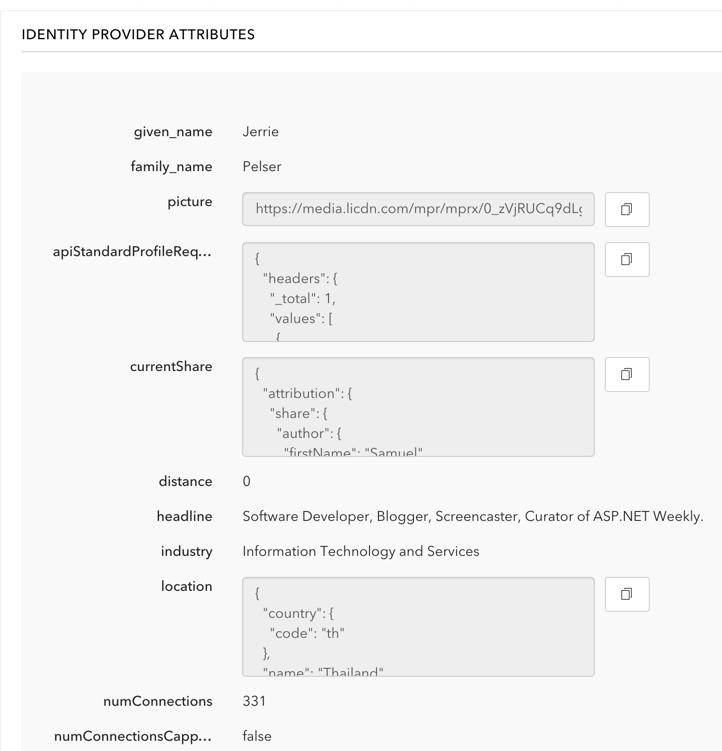 IDENTITY PROVIDER ATTRIBUTES
given_name Jerrie
family_name Pelser
picture https://media.licdn.com/mpr/mprx/0_zVjRUCq9dL
apiStandardProfileReq... {
"headers": {
"_total": 1,
"values": [
{
currentShare {
"attribution": {
"share": {
"author": {
"firstName": "Samuel"
distance 0
headline Software Developer, Blogger, Screencaster, Curator of ASP.NET Weekly.
industry Information Technology and Services
location {
"country": {
"code": "th"
},
"name": "Thailand"
numConnections 331
numConnectionsCapp... false